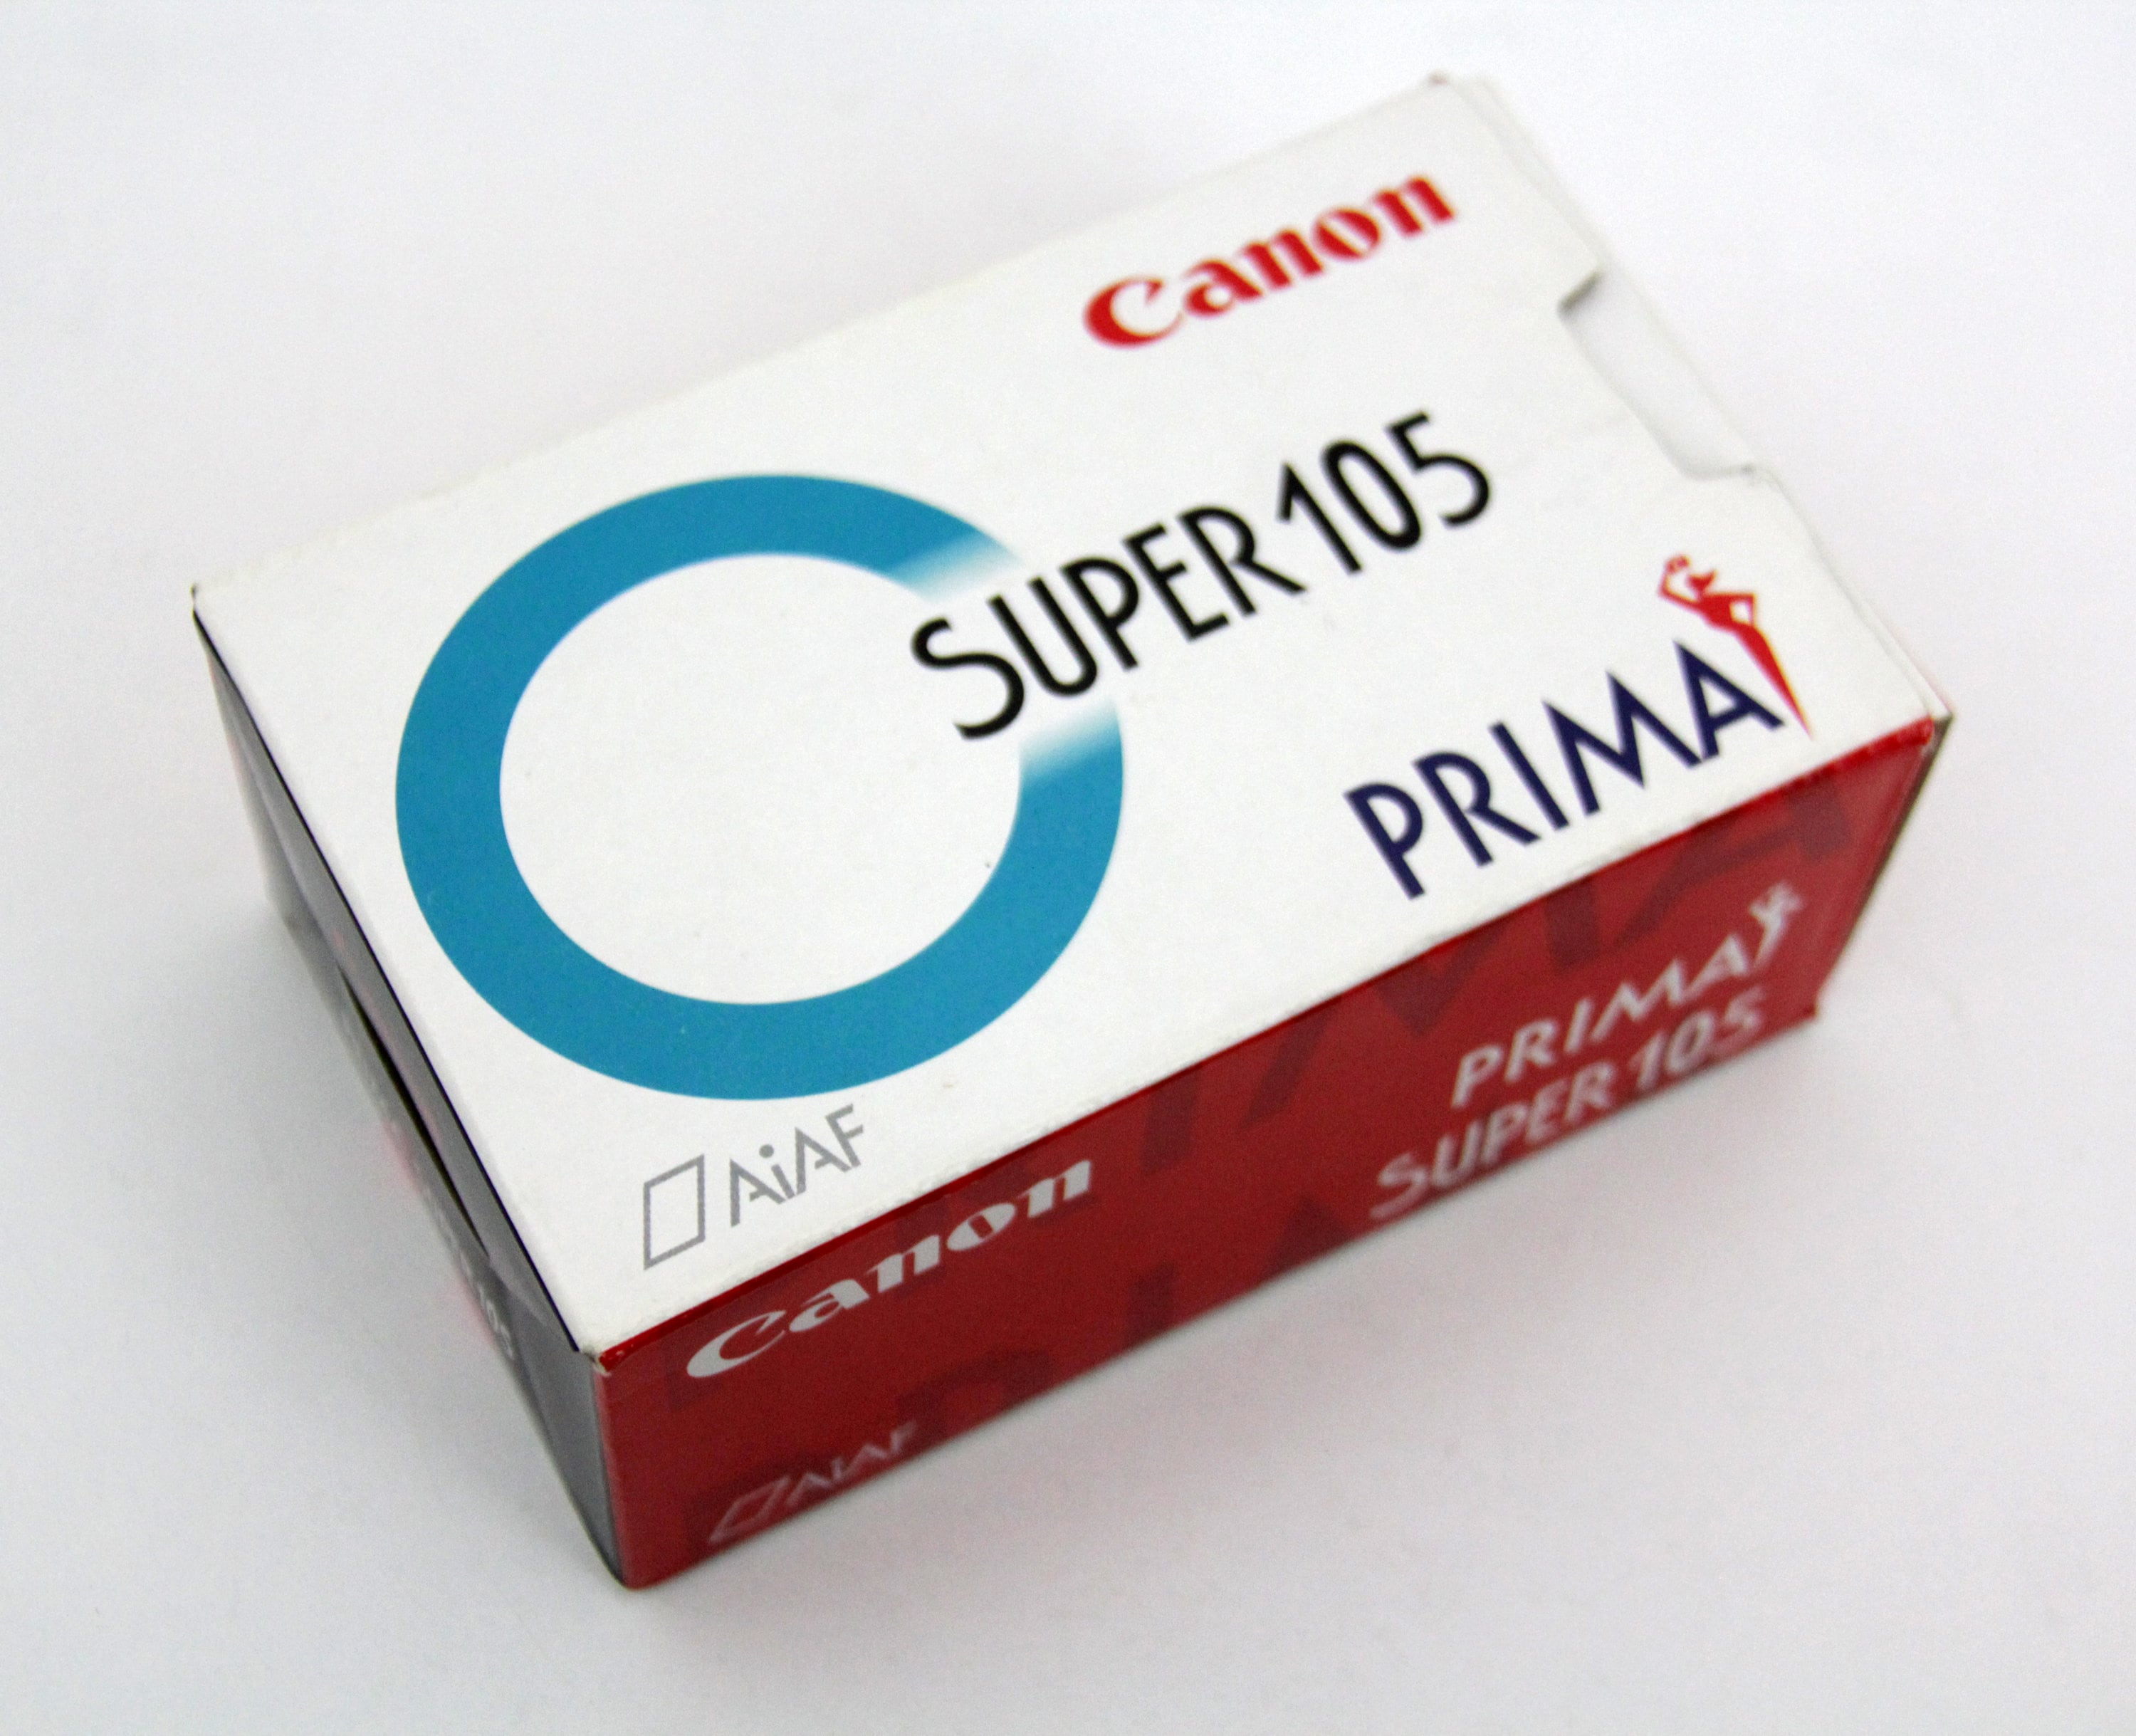 Canon
SUPER 105
PRIMA
AiAF
Canon
PRIMA
SUPER 105
AiAF